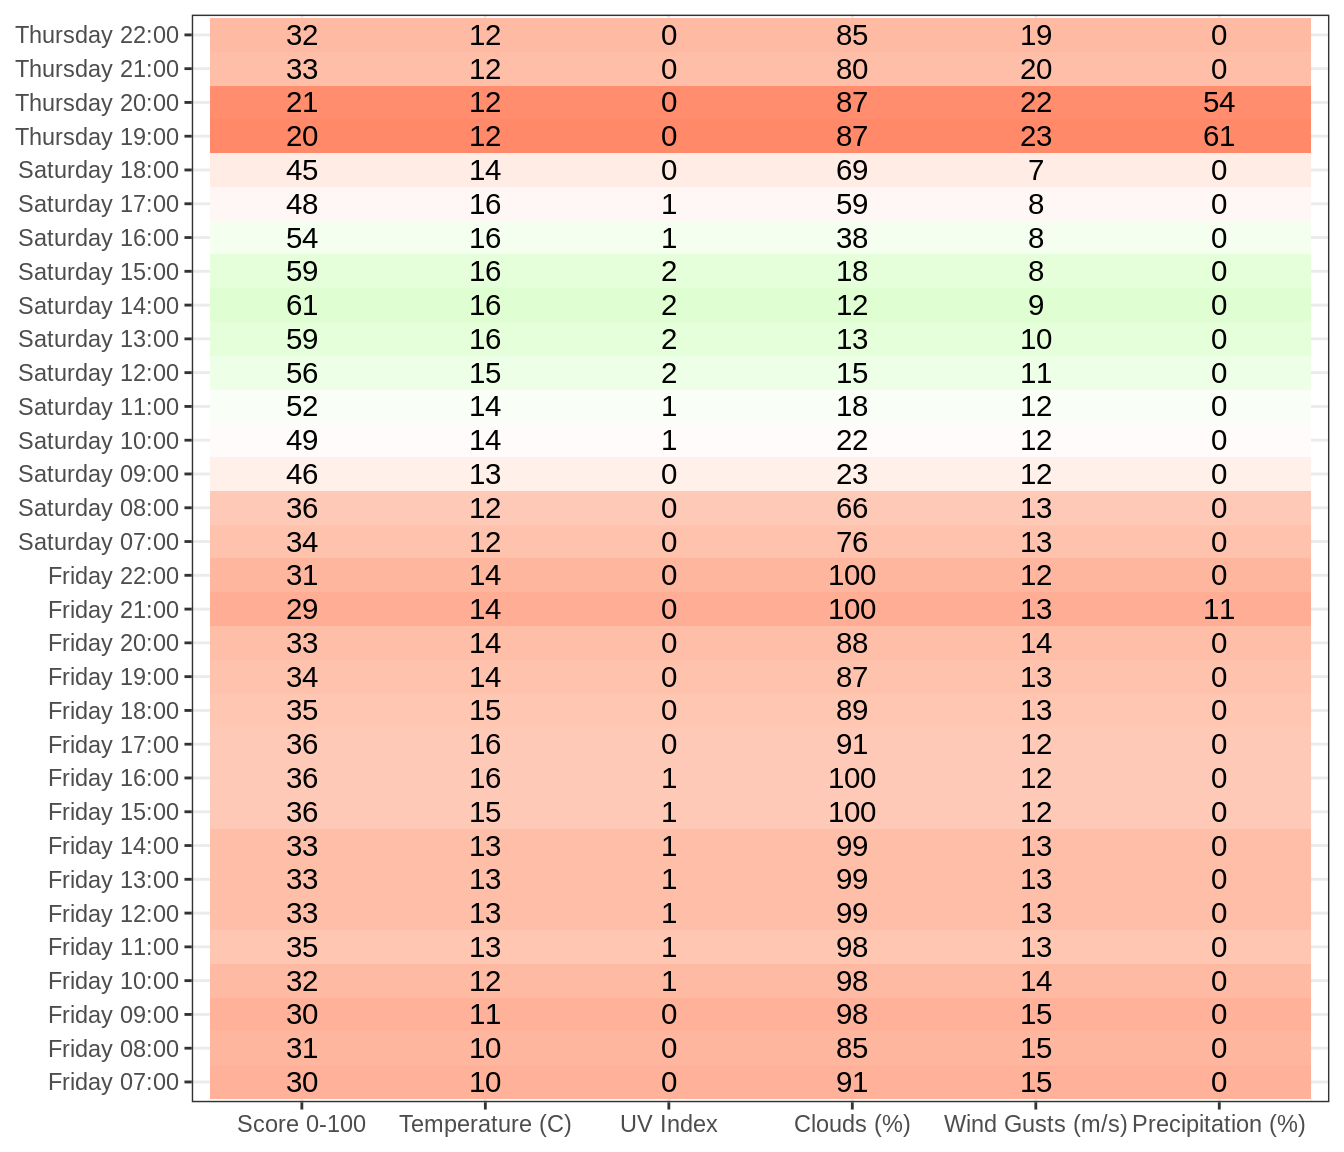 Thursday 22:00 32 12 0 85 19 0
Thursday 21:00 33 12 0 80 20 0
Thursday 20:00 21 12 0 87 22 54
Thursday 19:00 20 12 0 87 23 61
Saturday 18:00 45 14 0 69 7 0
Saturday 17:00 48 16 1 59 8 0
Saturday 16:00 54 16 1 38 8 0
Saturday 15:00 59 16 2 18 8 0
Saturday 14:00 61 16 2 12 9 0
Saturday 13:00 59 16 2 13 10 0
Saturday 12:00 56 15 2 15 11 0
Saturday 11:00 52 14 1 18 12 0
Saturday 10:00 49 14 1 22 12 0
Saturday 09:00 46 13 0 23 12 0
Saturday 08:00 36 12 0 66 13 0
Saturday 07:00 34 12 0 76 13 0
Friday 22:00 31 14 0 100 12 0
Friday 21:00 29 14 0 100 13 11
Friday 20:00 33 14 0 88 14 0
Friday 19:00 34 14 0 87 13 0
Friday 18:00 35 15 0 89 13 0
Friday 17:00 36 16 0 91 12 0
Friday 16:00 36 16 1 100 12 0
Friday 15:00 36 15 1 100 12 0
Friday 14:00 33 13 1 99 13 0
Friday 13:00 33 13 1 99 13 0
Friday 12:00 33 13 1 99 13 0
Friday 11:00 35 13 1 98 13 0
Friday 10:00 32 12 1 98 14 0
Friday 09:00 30 11 0 98 15 0
Friday 08:00 31 10 0 85 15 0
Friday 07:00 30 10 0 91 15 0
Score 0-100 Temperature (C) UV Index Clouds (%) Wind Gusts (m/s) Precipitation (%)